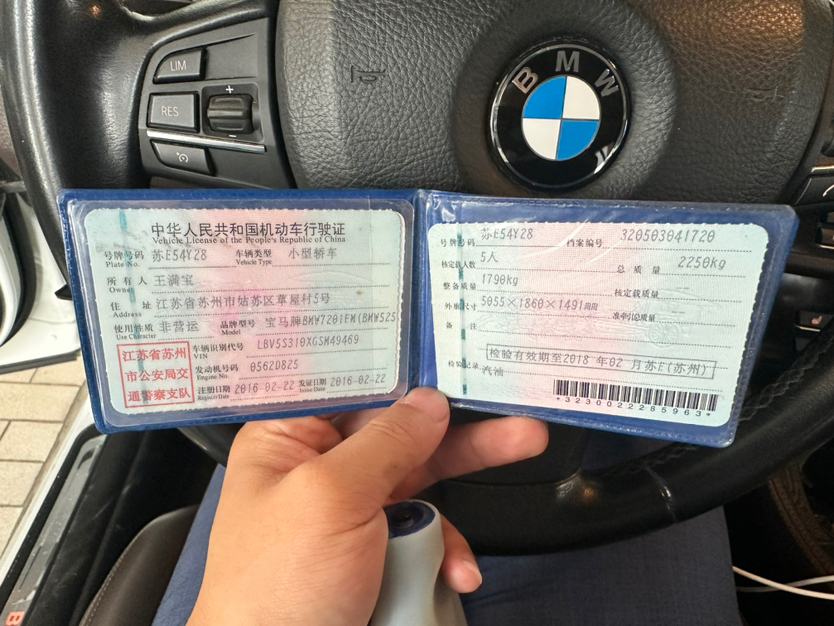 LIM
+
RES
-
BMW
中华人民共和国机动车行驶证
Vehicle License of the People's Republic of China
号牌号码 苏E54Y28 车辆类型 小型轿车
Plate No. Vehicle Type
所有人 王满宝
Owner
住址 江苏省苏州市姑苏区草屋村5号
Address
使用性质 非营运 品牌型号 宝马牌BMW7201FM(BMW525
Use Character Model
江苏省苏州
市公安局交
通警察支队
车辆识别代号 LBV5S310XGSM49469
VIN
发动机号码 0562D825
Engine No.
注册日期 2016-02-22 发证日期 2016-02-22
Register Date Issue Date
号牌号码 苏E54Y28 档案编号 320503041720
核定载人数 5人 总质量 2250kg
整备质量 1790kg 核定载质量
外廓尺寸 5055×1860×1491 准牵引总质量
备注
检验有效期至2018 年02 月苏E(苏州)
检验记录 汽油
*3230022285963*